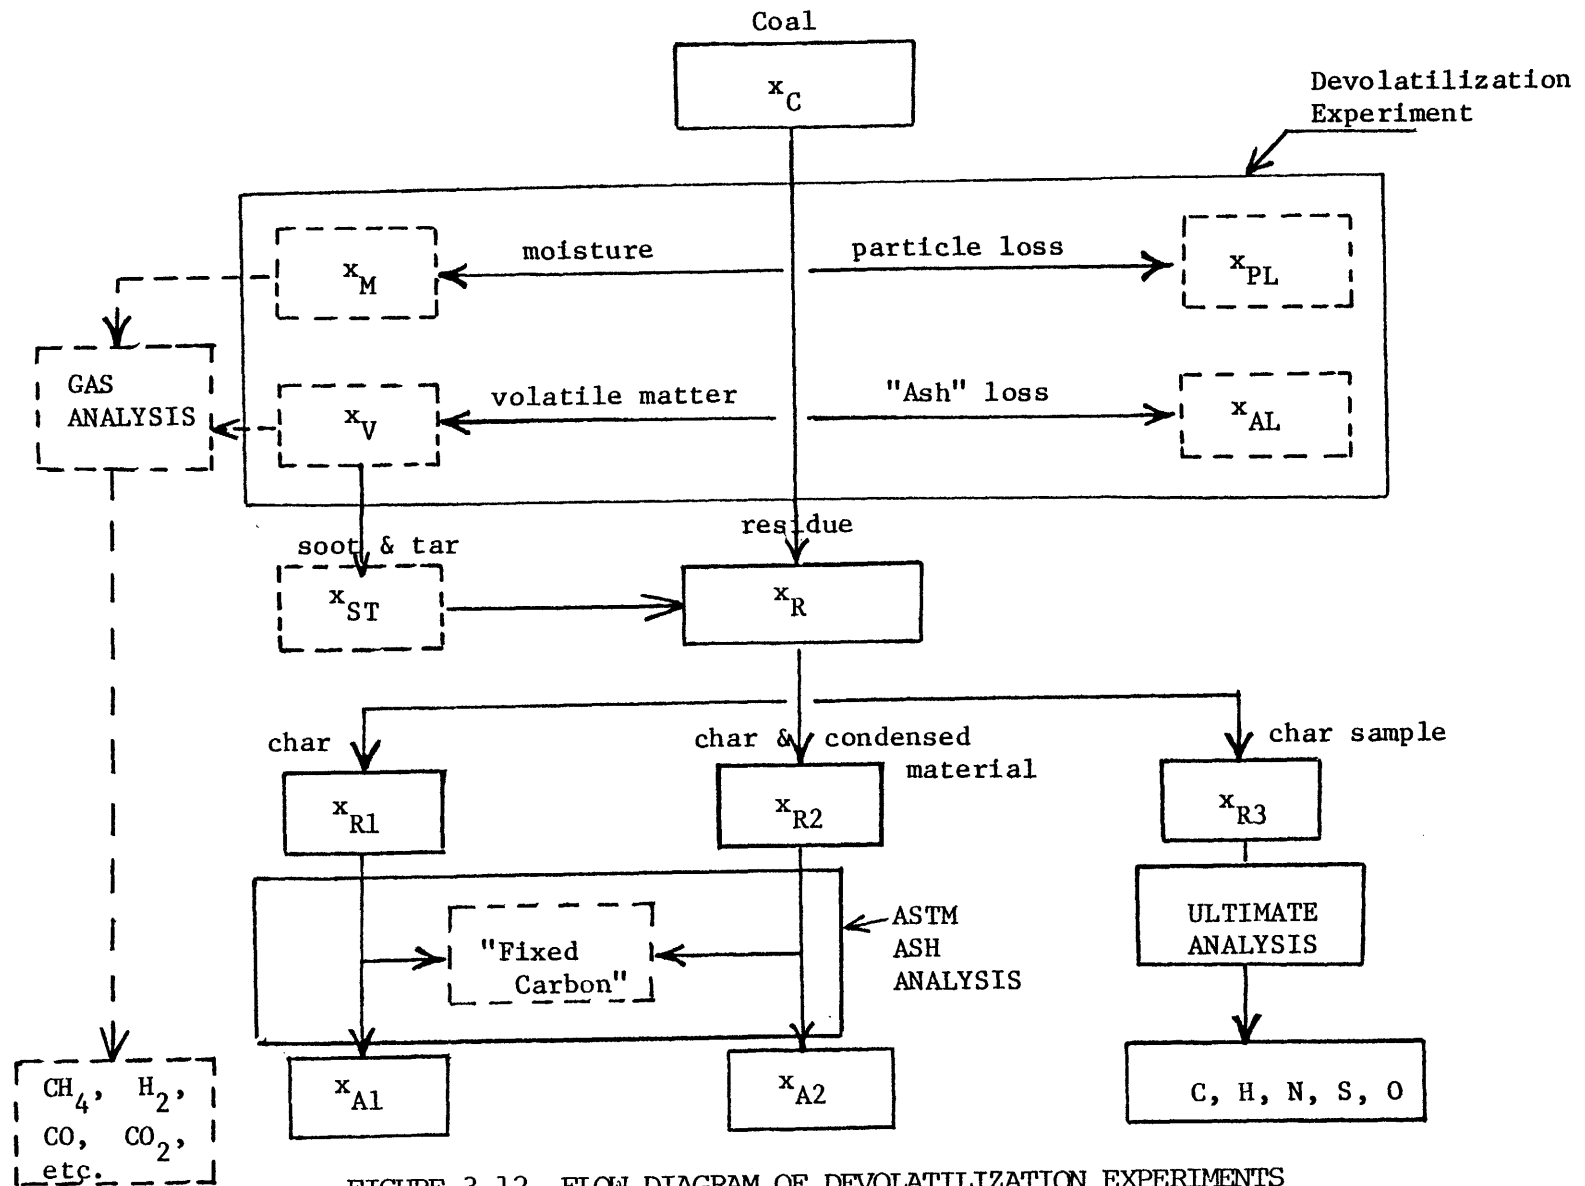 Coal
x_C
Devolatilization
Experiment
moisture
particle loss
x_M
x_PL
GAS
ANALYSIS
volatile matter
"Ash" loss
x_V
x_AL
residue
soot & tar
x_ST
x_R
char
char & condensed
material
char sample
x_R1
x_R2
x_R3
"Fixed
Carbon"
ASTM
ASH
ANALYSIS
ULTIMATE
ANALYSIS
CH_4, H_2,
CO, CO_2,
etc.
x_A1
x_A2
C, H, N, S, O
FIGURE 3.12 FLOW DIAGRAM OF DEVOLATILIZATION EXPERIMENTS